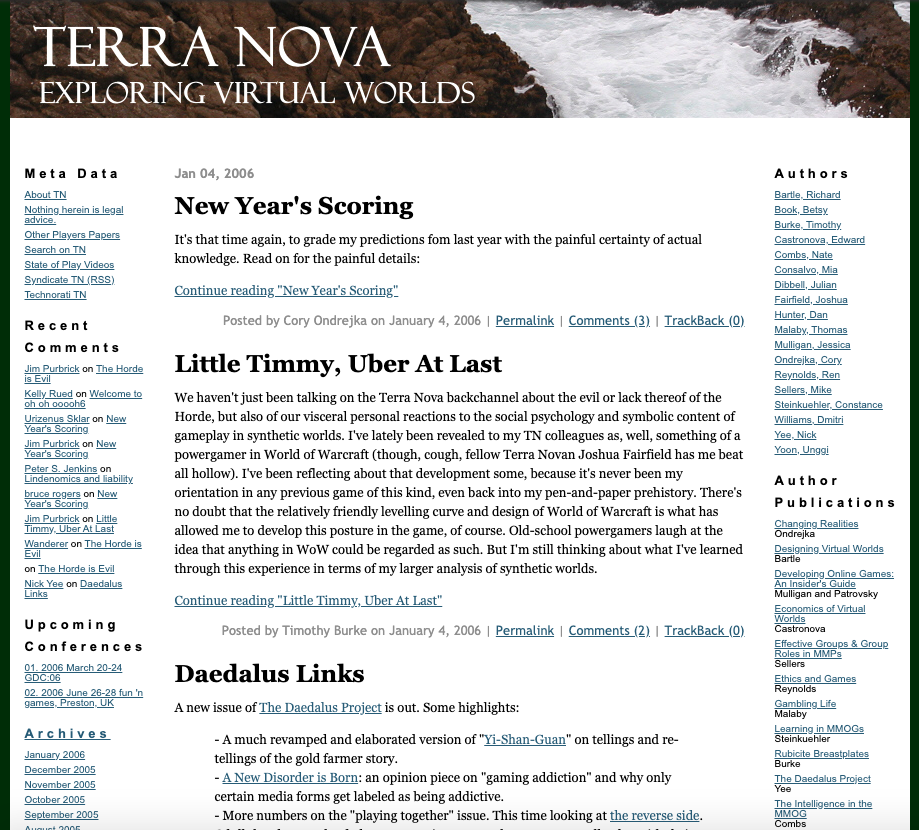 TERRA NOVA
EXPLORING VIRTUAL WORLDS
Meta Data
About TN
Nothing herein is legal
advice.
Other Players Papers
Search on TN
State of Play Videos
Syndicate TN (RSS)
Technorati TN
Recent
Comments
Jim Purbrick on The Horde
is Evil
Kelly Rued on Welcome to
oh oh ooooh6
Urizenus Sklar on New
Year's Scoring
Jim Purbrick on New
Year's Scoring
Peter S. Jenkins on
Lindenomics and liability
bruce rogers on New
Year's Scoring
Jim Purbrick on Little
Timmy, Uber At Last
Wanderer on The Horde is
Evil
on The Horde is Evil
Nick Yee on Daedalus
Links
Upcoming
Conferences
01. 2006 March 20-24
GDC:06
02. 2006 June 26-28 fun 'n
games, Preston, UK
Archives
January 2006
December 2005
November 2005
October 2005
September 2005
August 2005
Jan 04, 2006
New Year's Scoring
It's that time again, to grade my predictions fom last year with the painful certainty of actual
knowledge. Read on for the painful details:
Continue reading "New Year's Scoring"
Posted by Cory Ondrejka on January 4, 2006 | Permalink | Comments (3) | TrackBack (0)
Little Timmy, Uber At Last
We haven't just been talking on the Terra Nova backchannel about the evil or lack thereof of the
Horde, but also of our visceral personal reactions to the social psychology and symbolic content of
gameplay in synthetic worlds. I've lately been revealed to my TN colleagues as, well, something of a
powergamer in World of Warcraft (though, cough, fellow Terra Novan Joshua Fairfield has me beat
all hollow). I've been reflecting about that development some, because it's never been my
orientation in any previous game of this kind, even back into my pen-and-paper prehistory. There's
no doubt that the relatively friendly levelling curve and design of World of Warcraft is what has
allowed me to develop this posture in the game, of course. Old-school powergamers laugh at the
idea that anything in WoW could be regarded as such. But I'm still thinking about what I've learned
through this experience in terms of my larger analysis of synthetic worlds.
Continue reading "Little Timmy, Uber At Last"
Posted by Timothy Burke on January 4, 2006 | Permalink | Comments (2) | TrackBack (0)
Daedalus Links
A new issue of The Daedalus Project is out. Some highlights:
- A much revamped and elaborated version of "Yi-Shan-Guan" on tellings and re-
tellings of the gold farmer story.
- A New Disorder is Born: an opinion piece on "gaming addiction" and why only
certain media forms get labeled as being addictive.
- More numbers on the "playing together" issue. This time looking at the reverse side.
Authors
Bartle, Richard
Book, Betsy
Burke, Timothy
Castronova, Edward
Combs, Nate
Consalvo, Mia
Dibbell, Julian
Fairfield, Joshua
Hunter, Dan
Malaby, Thomas
Mulligan, Jessica
Ondrejka, Cory
Reynolds, Ren
Sellers, Mike
Steinkuehler, Constance
Williams, Dmitri
Yee, Nick
Yoon, Unggi
Author
Publications
Changing Realities
Ondrejka
Designing Virtual Worlds
Bartle
Developing Online Games:
An Insider's Guide
Mulligan and Patrovsky
Economics of Virtual
Worlds
Castronova
Effective Groups & Group
Roles in MMPs
Sellers
Ethics and Games
Reynolds
Gambling Life
Malaby
Learning in MMOGs
Steinkuehler
Rubicite Breastplates
Burke
The Daedalus Project
Yee
The Intelligence in the
MMOG
Combs